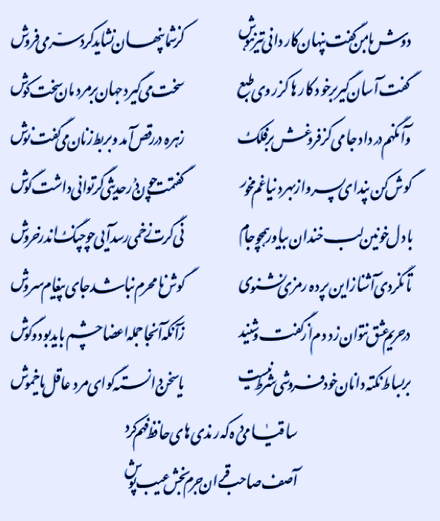 دوش با من گفت پنهان کاردانی تیزهوش کز شما پنهان نشاید کرد سر می فروش
گفت آسان گیر بر خود کارها کز روی طبع سخت می گیرد جهان بر مردمان سخت کوش
وآنگهم در داد جامی کز فروغش بر فلک زهره در رقص آمد و بربط زنان می گفت نوش
گوش کن پند ای پسر وز بهر دنیا غم مخور گفتمت چون در حدیثی گر توانی داشت گوش
با دل خونین لب خندان بیاور همچو جام نی گرت زخمی رسد آیی چو چنگ اندر خروش
تا نگردی آشنا زین پرده رمزی نشنوی گوش نامحرم نباشد جای پیغام سروش
در حریم عشق نتوان زد دم از گفت و شنید زانکه آنجا جمله اعضا چشم باید بود و گوش
بر بساط نکته دانان خودفروشی شرط نیست یا سخن دانسته گو ای مرد عاقل یا خموش
ساقیا می ده که رندی های حافظ فهم کرد
آصف صاحب قران جرم بخش عیب پوش